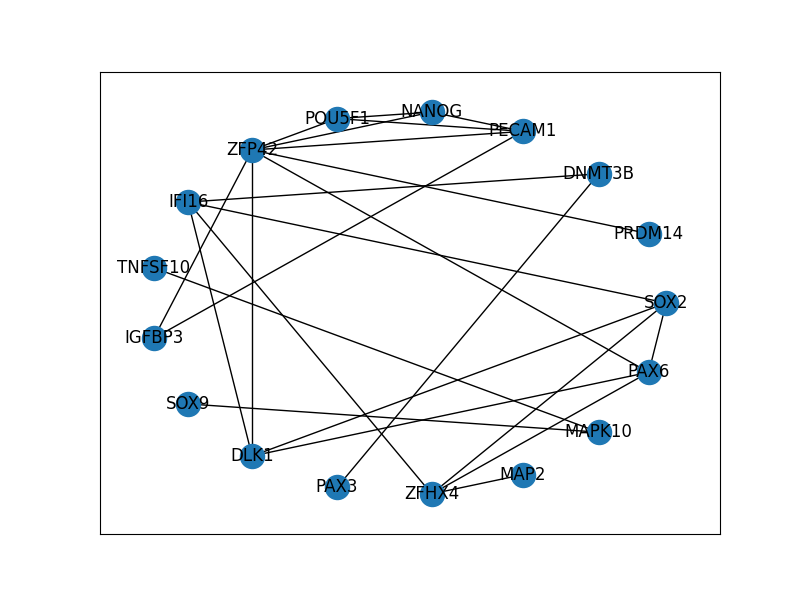 NANOG
POU5F1
PECAM1
ZFP42
DNMT3B
IFI16
PRDM14
TNFSF10
SOX2
IGFBP3
PAX6
SOX9
MAPK10
DLK1
MAP2
PAX3
ZFHX4